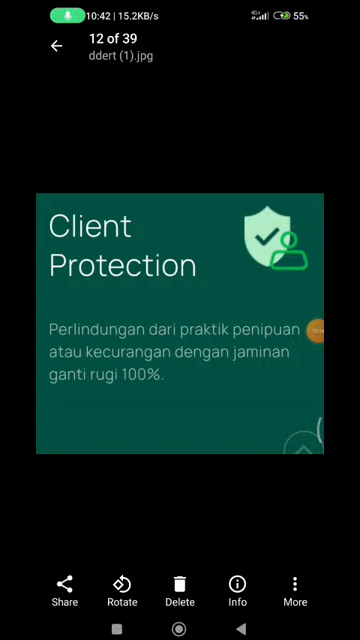 10:42 | 15.2KB/s
4G+
55%
12 of 39
ddert (1).jpg
Client
Protection
Perlindungan dari praktik penipuan
atau kecurangan dengan jaminan
ganti rugi 100%.
Share
Rotate
Delete
Info
More